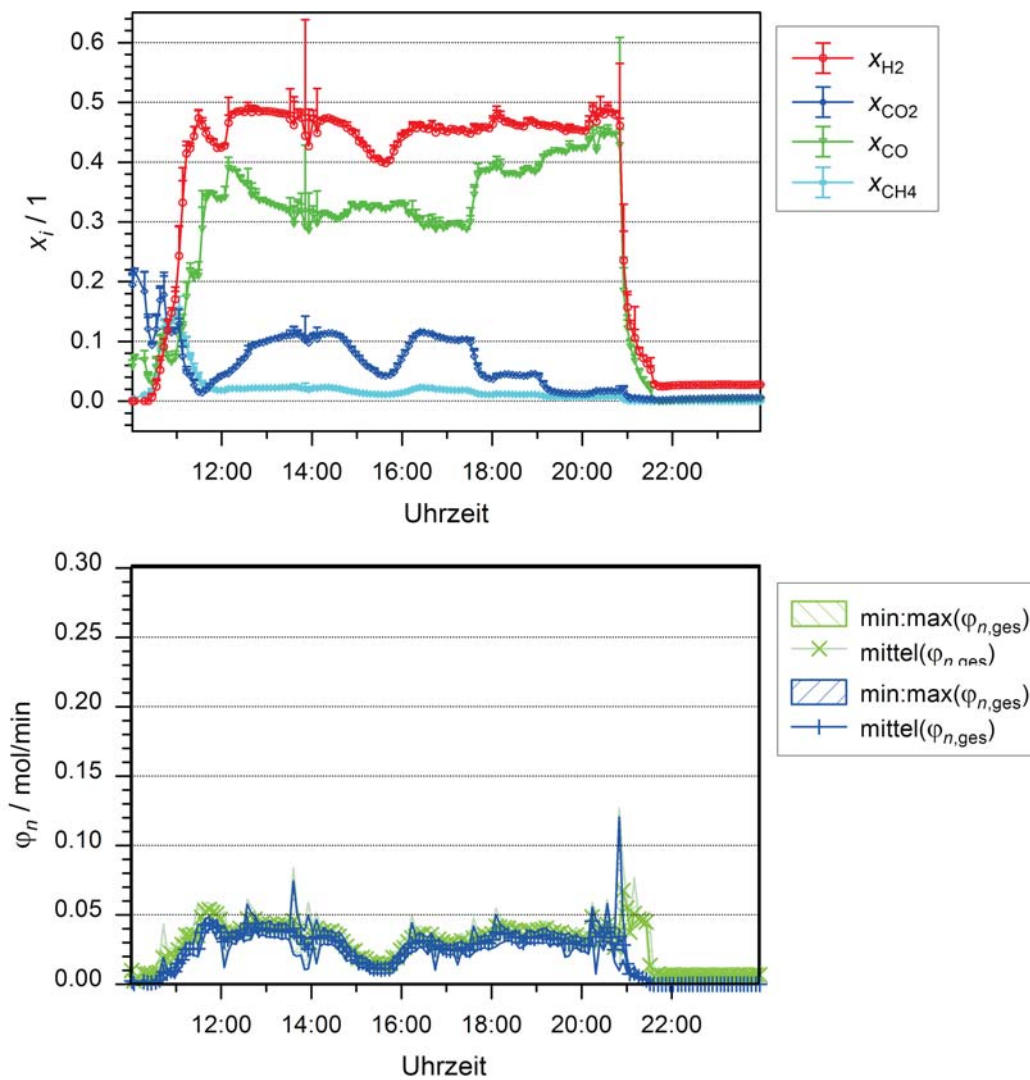 0.6
0.5
0.4
0.3
0.2
0.1
0.0
x_i / 1
12:00 14:00 16:00 18:00 20:00 22:00
Uhrzeit
x_H2
x_CO2
x_CO
x_CH4
0.30
0.25
0.20
0.15
0.10
0.05
0.00
φ_n / mol/min
12:00 14:00 16:00 18:00 20:00 22:00
Uhrzeit
min:max(φ_n,ges)
mittel(φ_n,ges)
min:max(φ_n,ges)
mittel(φ_n,ges)